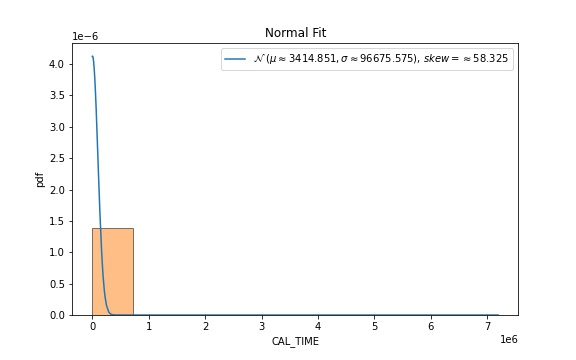 Normal Fit
1e−6
𝒩 (μ ≈ 3414.851, σ ≈ 96675.575), skew = ≈ 58.325
4.0
3.5
3.0
2.5
2.0
1.5
1.0
0.5
0.0
pdf
0 1 2 3 4 5 6 7
1e6
CAL_TIME